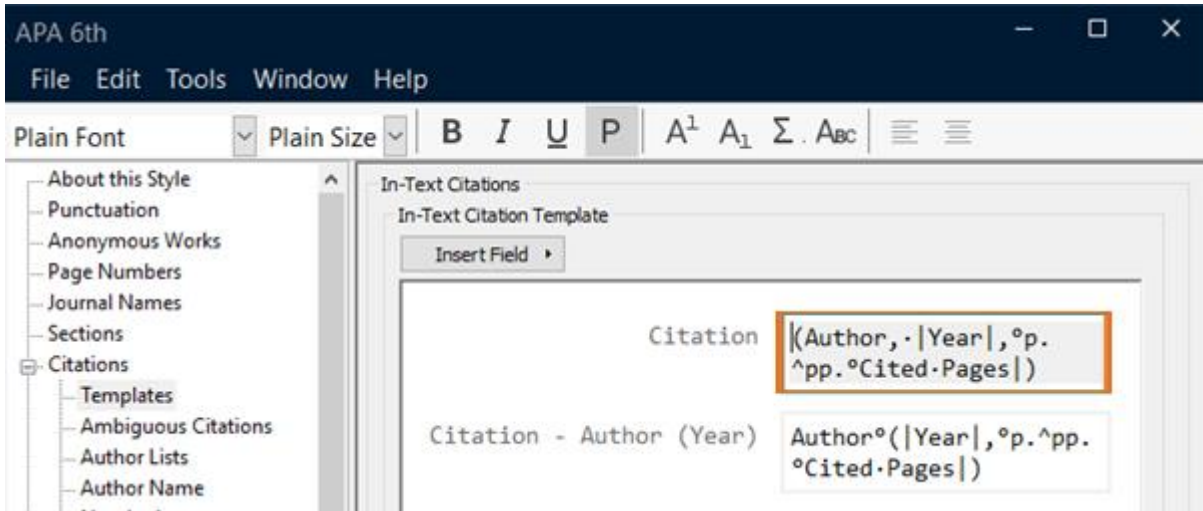 APA 6th
File Edit Tools Window Help
Plain Font Plain Size B I U P A¹ A₁ Σ . ABC
About this Style
Punctuation
Anonymous Works
Page Numbers
Journal Names
Sections
Citations
Templates
Ambiguous Citations
Author Lists
Author Name
In-Text Citations
In-Text Citation Template
Insert Field
Citation
(Author,·|Year|,°p.
^pp.°Cited·Pages|)
Citation - Author (Year)
Author°(|Year|,°p.^pp.
°Cited·Pages|)